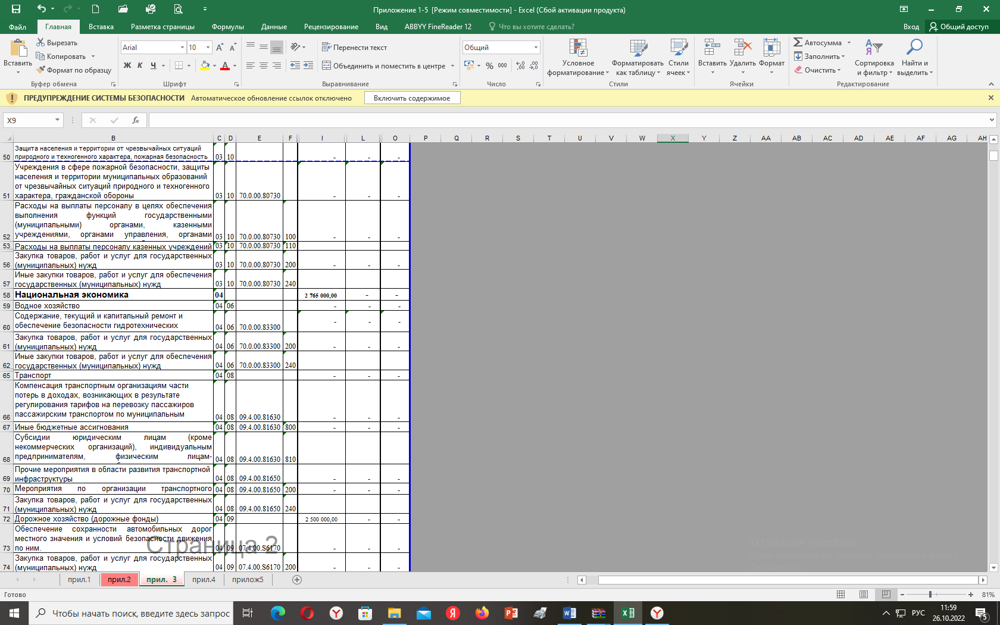 Приложение 1-5 [Режим совместимости] - Excel (Сбой активации продукта)
Файл Главная Вставка Разметка страницы Формулы Данные Рецензирование Вид ABBYY FineReader 12 Что вы хотите сделать? Вход Общий доступ
Вставить
Вырезать
Копировать
Формат по образцу
Буфер обмена
Arial 10
Ж К Ч
Шрифт
Перенести текст
Объединить и поместить в центре
Выравнивание
Общий
% 000
Число
Условное форматирование
Форматировать как таблицу
Стили ячеек
Стили
Вставить Удалить Формат
Ячейки
Автосумма
Заполнить
Очистить
Сортировка и фильтр
Найти и выделить
Редактирование
ПРЕДУПРЕЖДЕНИЕ СИСТЕМЫ БЕЗОПАСНОСТИ Автоматическое обновление ссылок отключено Включить содержимое
X9 fx
B C D E F I L O P Q R S T U V W X Y Z AA AB AC AD AE AF AG AH
Защита населения и территории от чрезвычайных ситуаций
50 природного и техногенного характера, пожарная безопасность 03 10 - - -
Учреждения в сфере пожарной безопасности, защиты
населения и территории муниципальных образований
от чрезвычайных ситуаций природного и техногенного
51 характера, гражданской обороны 03 10 70.0.00.80730 - - -
Расходы на выплаты персоналу в целях обеспечения
выполнения функций государственными
(муниципальными) органами, казенными
52 учреждениями, органами управления, органами 03 10 70.0.00.80730 100 - - -
53 Расходы на выплаты персоналу казенных учреждений 03 10 70.0.00.80730 110
Закупка товаров, работ и услуг для государственных
56 (муниципальных) нужд 03 10 70.0.00.80730 200 - - -
Иные закупки товаров, работ и услуг для обеспечения
57 государственных (муниципальных) нужд 03 10 70.0.00.80730 240
58 Национальная экономика 04 2 765 000,00 - -
59 Водное хозяйство 04 06 - - -
Содержание, текущий и капитальный ремонт и
60 обеспечение безопасности гидротехнических 04 06 70.0.00.83300 - - -
Закупка товаров, работ и услуг для государственных
61 (муниципальных) нужд 04 06 70.0.00.83300 200 - - -
Иные закупки товаров, работ и услуг для обеспечения
62 государственных (муниципальных) нужд 04 06 70.0.00.83300 240
65 Транспорт 04 08 - - -
Компенсация транспортным организациям части
потерь в доходах, возникающих в результате
регулирования тарифов на перевозку пассажиров
66 пассажирским транспортом по муниципальным 04 08 09.4.00.81630 - - -
67 Иные бюджетные ассигнования 04 08 09.4.00.81630 800 - - -
Субсидии юридическим лицам (кроме
некоммерческих организаций), индивидуальным
68 предпринимателям, физическим лицам- 04 08 09.4.00.81630 810
Прочие мероприятия в области развития транспортной
69 инфраструктуры 04 08 09.4.00.81650 - - -
70 Мероприятия по организации транспортного 04 08 09.4.00.81650 200 - - -
Закупка товаров, работ и услуг для государственных
71 (муниципальных) нужд 04 08 09.4.00.81650 240
72 Дорожное хозяйство (дорожные фонды) 04 09 2 500 000,00 - -
Обеспечение сохранности автомобильных дорог
местного значения и условий безопасности движения
73 по ним. 04 09 07.4.00.S6170 - - -
Страница 2
Закупка товаров, работ и услуг для государственных
74 (муниципальных) нужд 04 09 07.4.00.S6170 200 - - -
Активация Windows
прил.1 прил.2 прил. 3 прил.4 прилож5
Готово 81%
Чтобы начать поиск, введите здесь запрос
РУС 11:59
26.10.2022 5